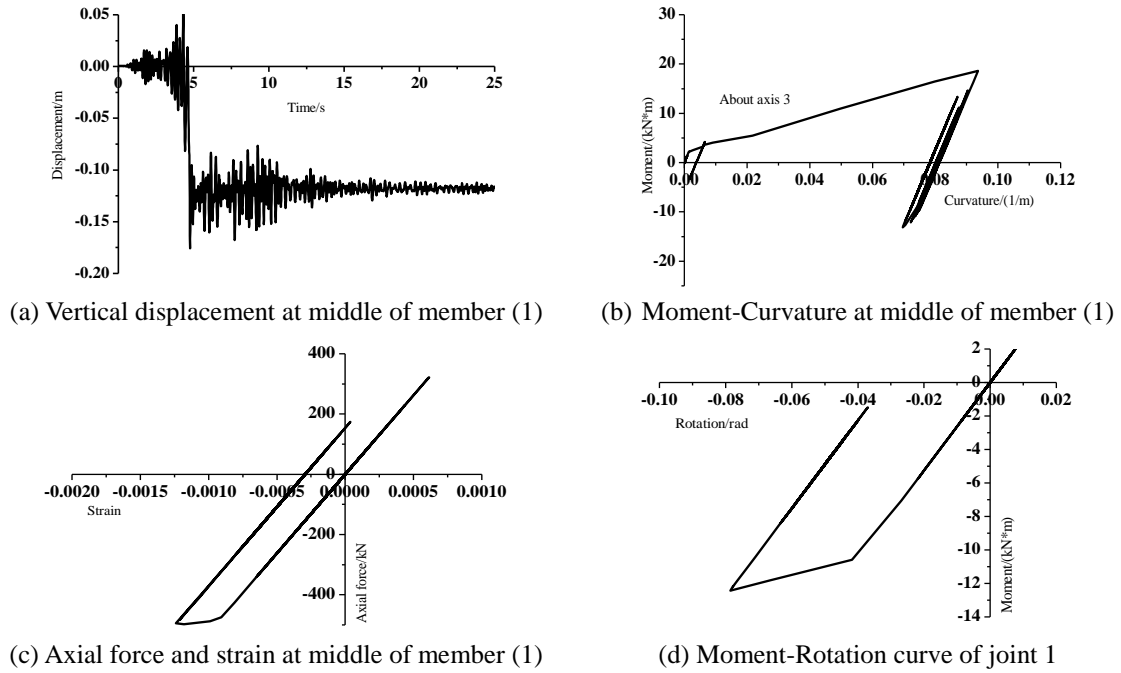 0.05
0.00
-0.05
-0.10
-0.15
-0.20
0 5 10 15 20 25
Time/s
Displacement/m
30
20
10
0
-10
-20
0.00 0.02 0.04 0.06 0.08 0.10 0.12
About axis 3
Moment/(kN*m)
Curvature/(1/m)
(a) Vertical displacement at middle of member (1)
(b) Moment-Curvature at middle of member (1)
400
200
0
-200
-400
-0.0020 -0.0015 -0.0010 -0.0005 0.0000 0.0005 0.0010
Strain
Axial force/kN
2
0
-2
-4
-6
-8
-10
-12
-14
-0.10 -0.08 -0.06 -0.04 -0.02 0.00 0.02
Rotation/rad
Moment/(kN*m)
(c) Axial force and strain at middle of member (1)
(d) Moment-Rotation curve of joint 1